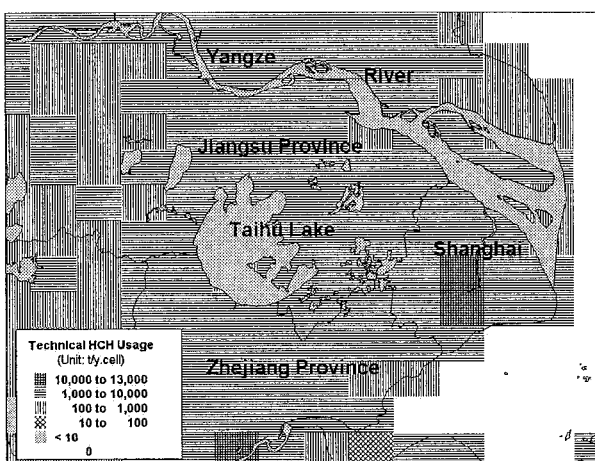 Yangze
River
Jiangsu Province
Taihu Lake
Shanghai
Zhejiang Province
Technical HCH Usage
(Unit: t/y.cell)
10,000 to 13,000
1,000 to 10,000
100 to 1,000
10 to 100
< 10
0